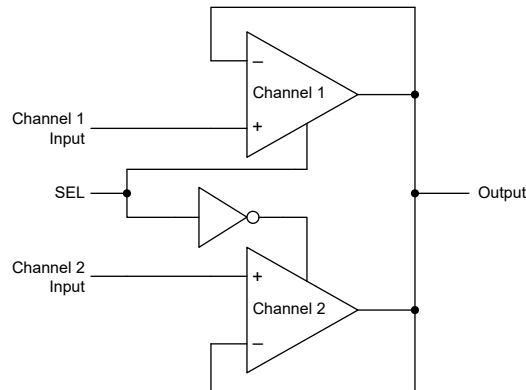 −
Channel 1
Channel 1
Input
+
SEL
Output
Channel 2
Input
+
Channel 2
−